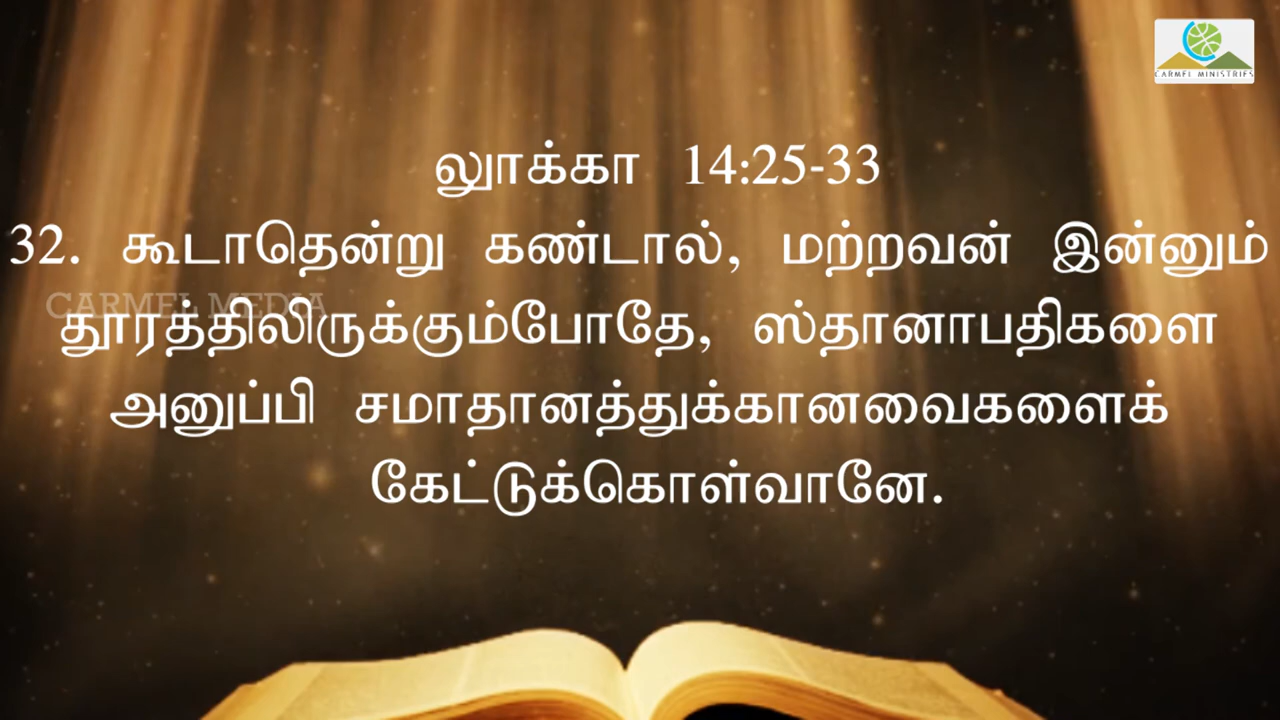 CARMEL MINISTRIES
லூக்கா 14:25-33
32. கூடாதென்று கண்டால், மற்றவன் இன்னும்
CARMEL MEDIA
தூரத்திலிருக்கும்போதே, ஸ்தானாபதிகளை
அனுப்பி சமாதானத்துக்கானவைகளைக்
கேட்டுக்கொள்வானே.